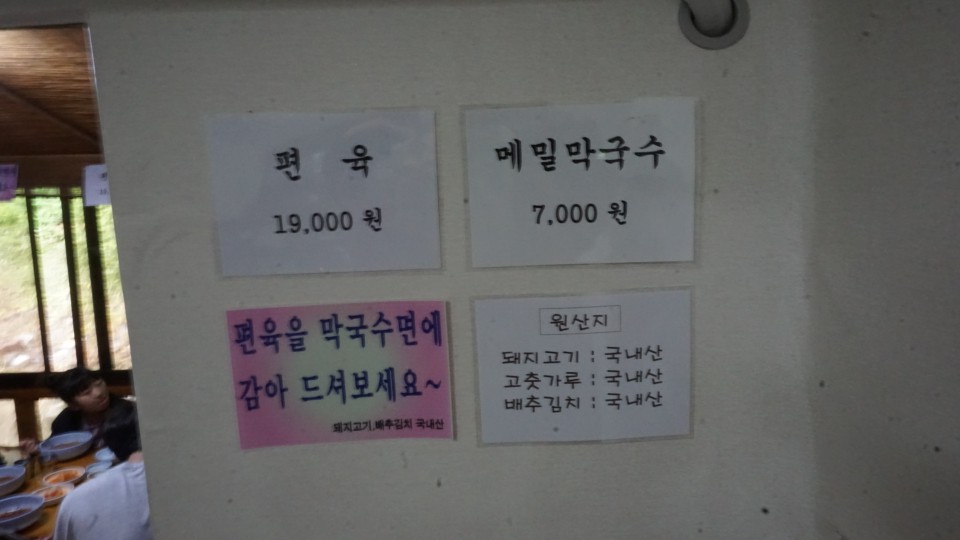 편 육
19,000 원
메밀막국수
7,000 원
편육을 막국수면에
감아 드셔보세요~
돼지고기,배추김치 국내산
원산지
돼지고기 : 국내산
고춧가루 : 국내산
배추김치 : 국내산